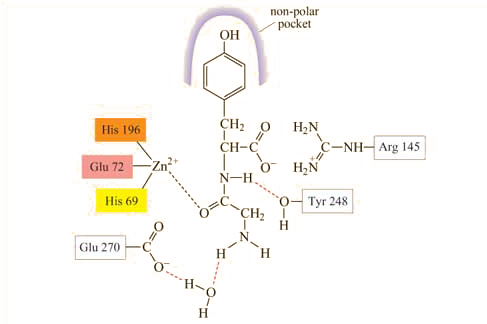 non-polar
pocket
OH
His 196
CH2
O
H2N
Glu 72
Zn2+
C
O−
C—NH
Arg 145
H2N+
N—H
His 69
O
C
CH2
O
H
Tyr 248
Glu 270
C
O
O−
N
H
H
H
O
H